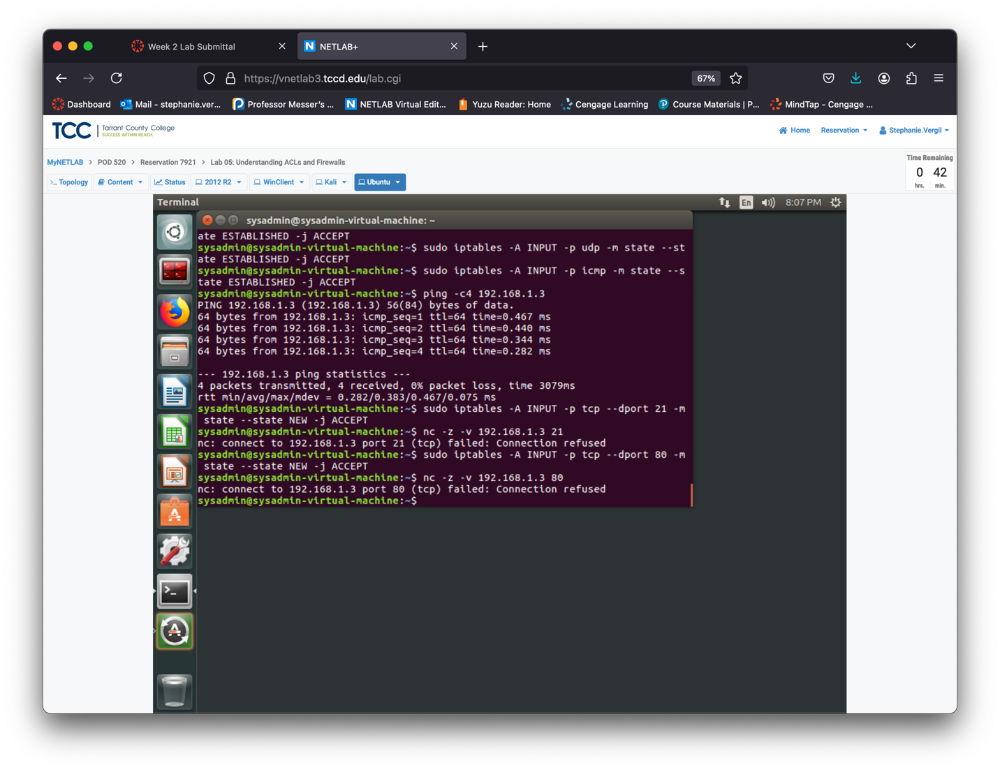 Week 2 Lab Submittal
NETLAB+
https://vnetlab3.tccd.edu/lab.cgi
67%
Dashboard
Mail – stephanie.ver...
Professor Messer's ...
NETLAB Virtual Edit...
Yuzu Reader: Home
Cengage Learning
Course Materials | P...
MindTap - Cengage ...
TCC Tarrant County College
SUCCESS WITHIN REACH.
Home Reservation Stephanie.Vergil
MyNETLAB > POD 520 > Reservation 7921 > Lab 05: Understanding ACLs and Firewalls
Time Remaining
0 42
hrs. min.
Topology Content Status 2012 R2 WinClient Kali Ubuntu
Terminal
En
8:07 PM
sysadmin@sysadmin-virtual-machine: ~
ate ESTABLISHED -j ACCEPT
sysadmin@sysadmin-virtual-machine:~$ sudo iptables -A INPUT -p udp -m state --st
ate ESTABLISHED -j ACCEPT
sysadmin@sysadmin-virtual-machine:~$ sudo iptables -A INPUT -p icmp -m state --s
tate ESTABLISHED -j ACCEPT
sysadmin@sysadmin-virtual-machine:~$ ping -c4 192.168.1.3
PING 192.168.1.3 (192.168.1.3) 56(84) bytes of data.
64 bytes from 192.168.1.3: icmp_seq=1 ttl=64 time=0.467 ms
64 bytes from 192.168.1.3: icmp_seq=2 ttl=64 time=0.440 ms
64 bytes from 192.168.1.3: icmp_seq=3 ttl=64 time=0.344 ms
64 bytes from 192.168.1.3: icmp_seq=4 ttl=64 time=0.282 ms
--- 192.168.1.3 ping statistics ---
4 packets transmitted, 4 received, 0% packet loss, time 3079ms
rtt min/avg/max/mdev = 0.282/0.383/0.467/0.075 ms
sysadmin@sysadmin-virtual-machine:~$ sudo iptables -A INPUT -p tcp --dport 21 -m
state --state NEW -j ACCEPT
sysadmin@sysadmin-virtual-machine:~$ nc -z -v 192.168.1.3 21
nc: connect to 192.168.1.3 port 21 (tcp) failed: Connection refused
sysadmin@sysadmin-virtual-machine:~$ sudo iptables -A INPUT -p tcp --dport 80 -m
state --state NEW -j ACCEPT
sysadmin@sysadmin-virtual-machine:~$ nc -z -v 192.168.1.3 80
nc: connect to 192.168.1.3 port 80 (tcp) failed: Connection refused
sysadmin@sysadmin-virtual-machine:~$